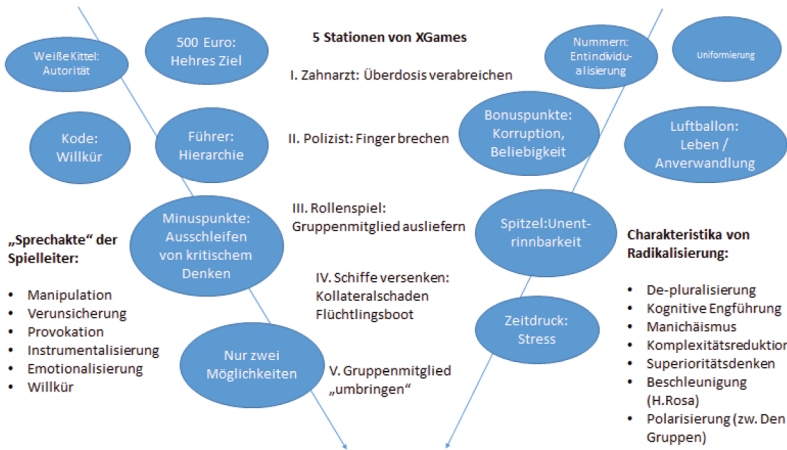 Weiße Kittel:
Autorität
500 Euro:
Hehres Ziel
Kode:
Willkür
Führer:
Hierarchie
Minuspunkte:
Ausschleifen
von kritischem
Denken
Nur zwei
Möglichkeiten
„Sprechakte“ der
Spielleiter:
• Manipulation
• Verunsicherung
• Provokation
• Instrumentalisierung
• Emotionalisierung
• Willkür
5 Stationen von XGames
I. Zahnarzt: Überdosis verabreichen
II. Polizist: Finger brechen
III. Rollenspiel:
Gruppenmitglied ausliefern
IV. Schiffe versenken:
Kollateralschaden
Flüchtlingsboot
V. Gruppenmitglied
„umbringen“
Nummern:
Entindividu-
alisierung
Uniformierung
Bonuspunkte:
Korruption,
Beliebigkeit
Luftballon:
Leben /
Anverwandlung
Spitzel:Unent-
rinnbarkeit
Zeitdruck:
Stress
Charakteristika von
Radikalisierung:
• De-pluralisierung
• Kognitive Engführung
• Manichäismus
• Komplexitätsreduktion
• Superioritätsdenken
• Beschleunigung
(H.Rosa)
• Polarisierung (zw. Den
Gruppen)